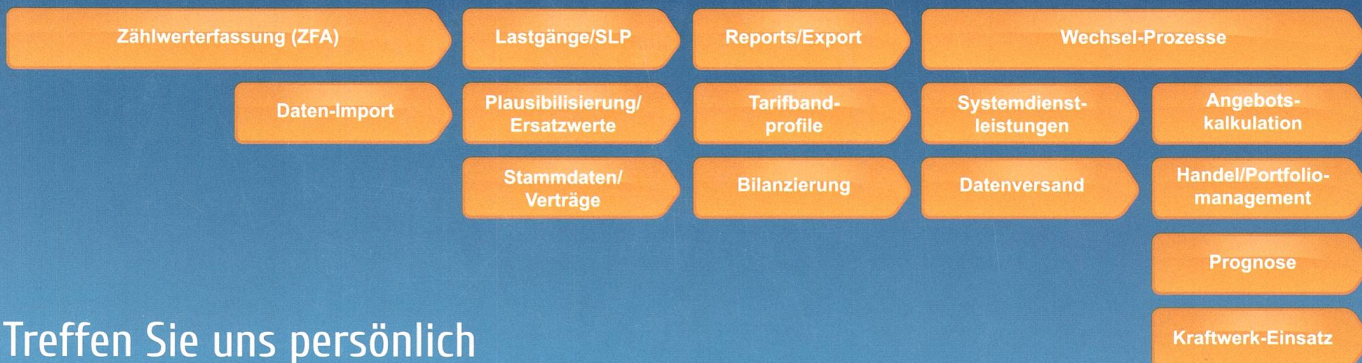 Zählwerterfassung (ZFA)
Lastgänge/SLP
Reports/Export
Wechsel-Prozesse
Daten-Import
Plausibilisierung/
Ersatzwerte
Tarifband-
profile
Systemdienst-
leistungen
Angebots-
kalkulation
Stammdaten/
Verträge
Bilanzierung
Datenversand
Handel/Portfolio-
management
Prognose
Kraftwerk-Einsatz
Treffen Sie uns persönlich